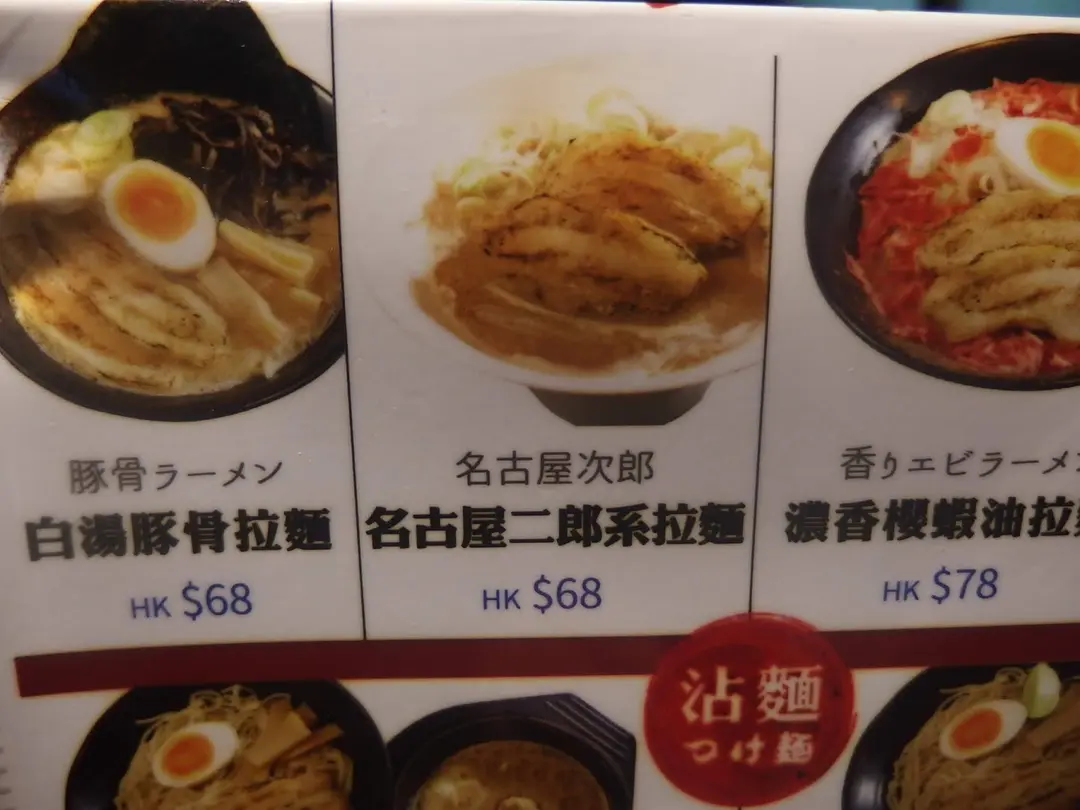 豚骨ラーメン
白湯豚骨拉麵
HK $68
名古屋次郎
名古屋二郎系拉麵
HK $68
香りエビラーメ
濃香櫻蝦油拉
HK $78
沾麵
つけ麺